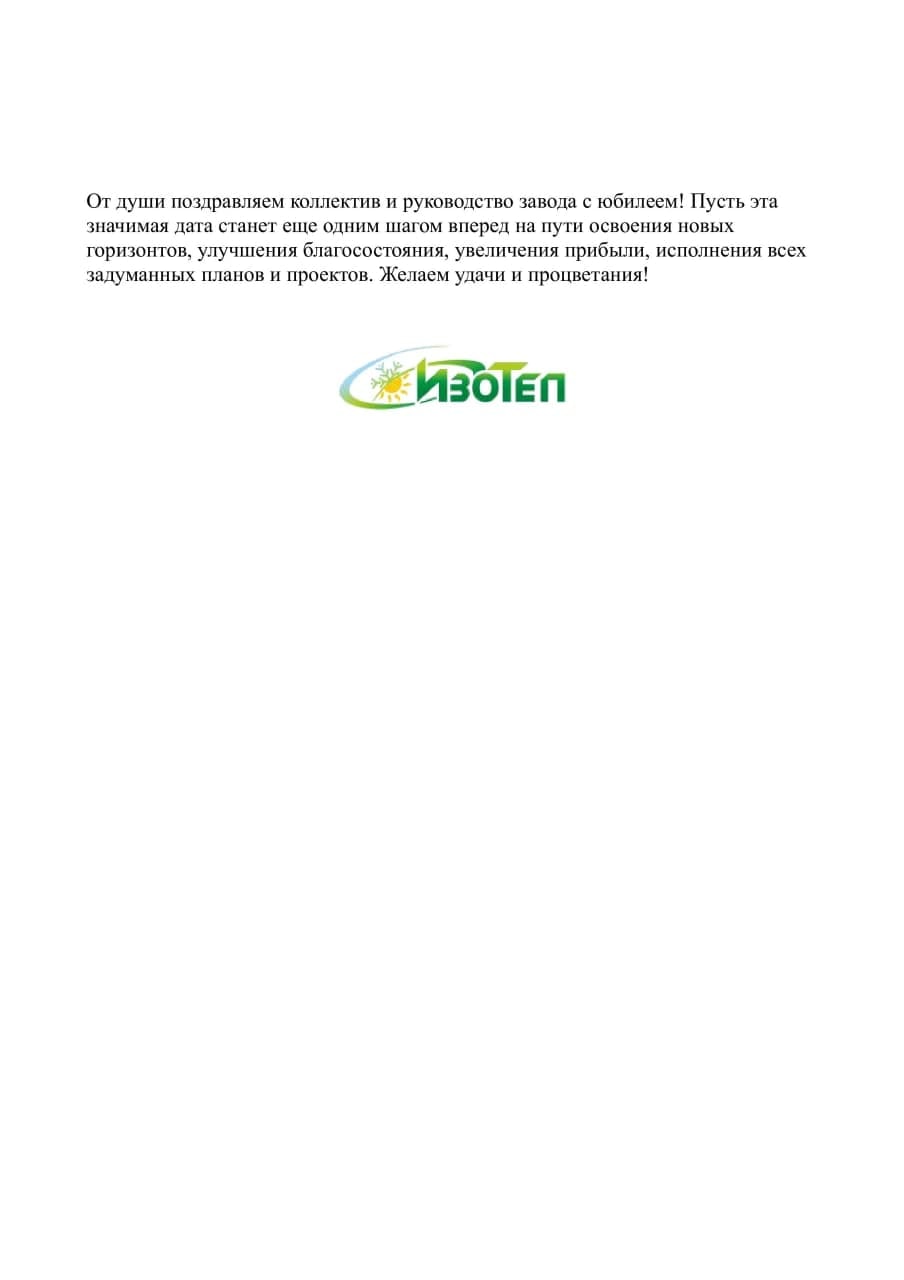 От души поздравляем коллектив и руководство завода с юбилеем! Пусть эта
значимая дата станет еще одним шагом вперед на пути освоения новых
горизонтов, улучшения благосостояния, увеличения прибыли, исполнения всех
задуманных планов и проектов. Желаем удачи и процветания!
ИЗОТЕП